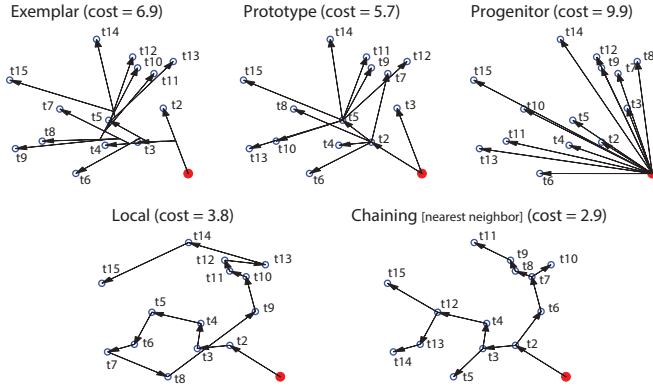 Exemplar (cost = 6.9)
t14
t12
t13
t10
t11
t15
t7
t2
t5
t8
t4
t3
t9
t6
Prototype (cost = 5.7)
t14
t11
t12
t9
t7
t15
t8
t3
t5
t10
t4
t2
t13
t6
Progenitor (cost = 9.9)
t14
t12
t8
t9
t7
t15
t10
t3
t5
t11
t4
t2
t13
t6
Local (cost = 3.8)
t14
t12
t13
t11
t10
t15
t5
t4
t9
t6
t3
t2
t7
t8
Chaining [nearest neighbor] (cost = 2.9)
t11
t9
t10
t8
t7
t15
t12
t6
t4
t13
t3
t2
t14
t5